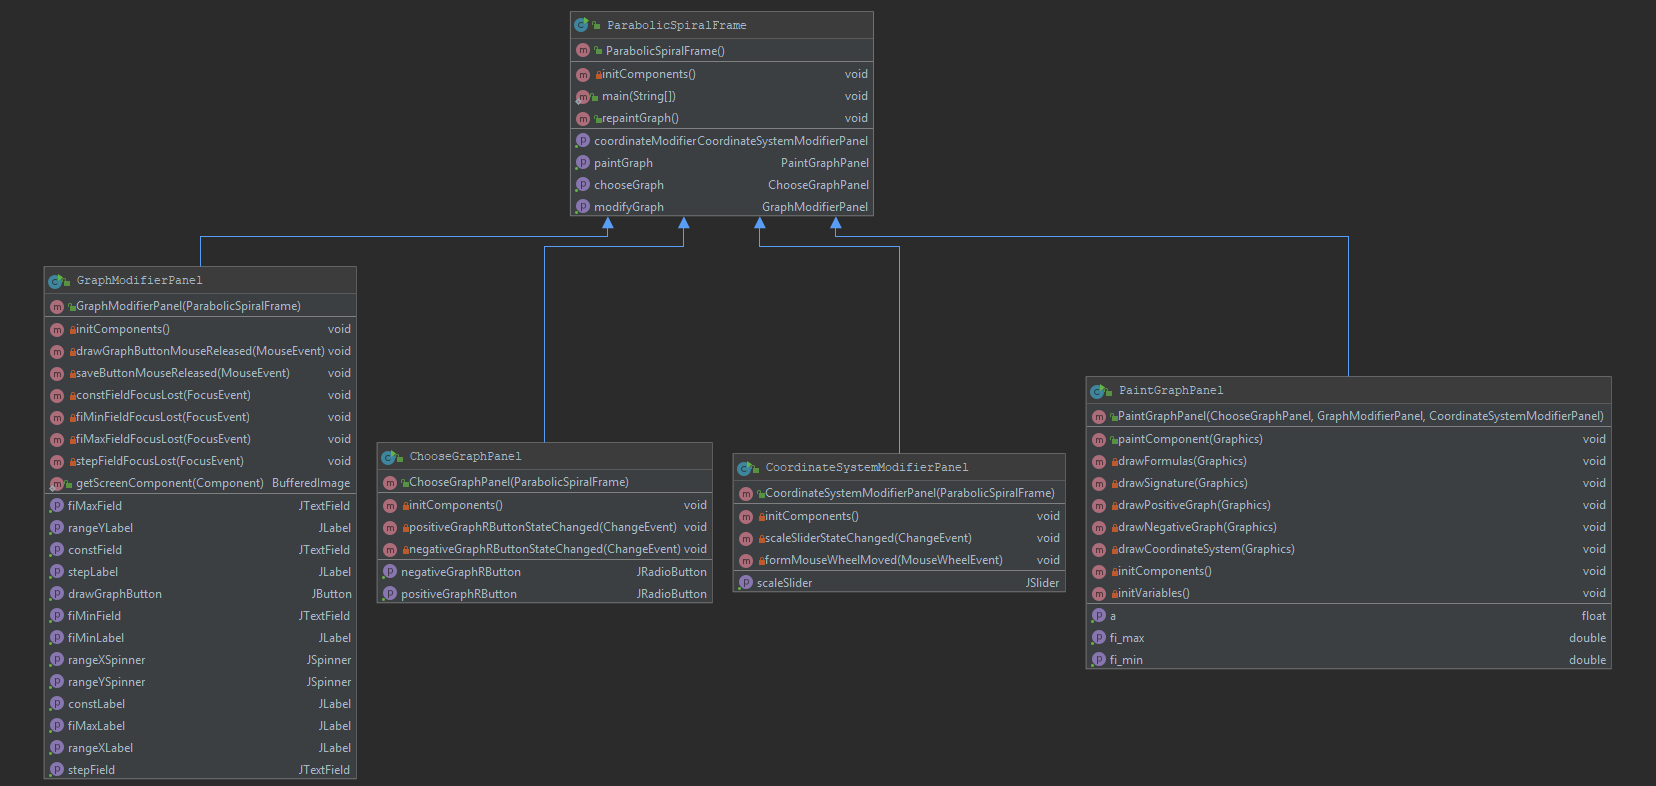 ParabolicSpiralFrame
ParabolicSpiralFrame()
initComponents() void
main(String[]) void
repaintGraph() void
coordinateModifierCoordinateSystemModifierPanel
paintGraph PaintGraphPanel
chooseGraph ChooseGraphPanel
modifyGraph GraphModifierPanel
GraphModifierPanel
GraphModifierPanel(ParabolicSpiralFrame)
initComponents() void
drawGraphButtonMouseReleased(MouseEvent) void
saveButtonMouseReleased(MouseEvent) void
constFieldFocusLost(FocusEvent) void
fiMinFieldFocusLost(FocusEvent) void
fiMaxFieldFocusLost(FocusEvent) void
stepFieldFocusLost(FocusEvent) void
getScreenComponent(Component) BufferedImage
fiMaxField JTextField
rangeYLabel JLabel
constField JTextField
stepLabel JLabel
drawGraphButton JButton
fiMinField JTextField
fiMinLabel JLabel
rangeXSpinner JSpinner
rangeYSpinner JSpinner
constLabel JLabel
fiMaxLabel JLabel
rangeXLabel JLabel
stepField JTextField
ChooseGraphPanel
ChooseGraphPanel(ParabolicSpiralFrame)
initComponents() void
positiveGraphRButtonStateChanged(ChangeEvent) void
negativeGraphRButtonStateChanged(ChangeEvent) void
negativeGraphRButton JRadioButton
positiveGraphRButton JRadioButton
CoordinateSystemModifierPanel
CoordinateSystemModifierPanel(ParabolicSpiralFrame)
initComponents() void
scaleSliderStateChanged(ChangeEvent) void
formMouseWheelMoved(MouseWheelEvent) void
scaleSlider JSlider
PaintGraphPanel
PaintGraphPanel(ChooseGraphPanel, GraphModifierPanel, CoordinateSystemModifierPanel)
paintComponent(Graphics) void
drawFormulas(Graphics) void
drawSignature(Graphics) void
drawPositiveGraph(Graphics) void
drawNegativeGraph(Graphics) void
drawCoordinateSystem(Graphics) void
initComponents() void
initVariables() void
a float
fi_max double
fi_min double